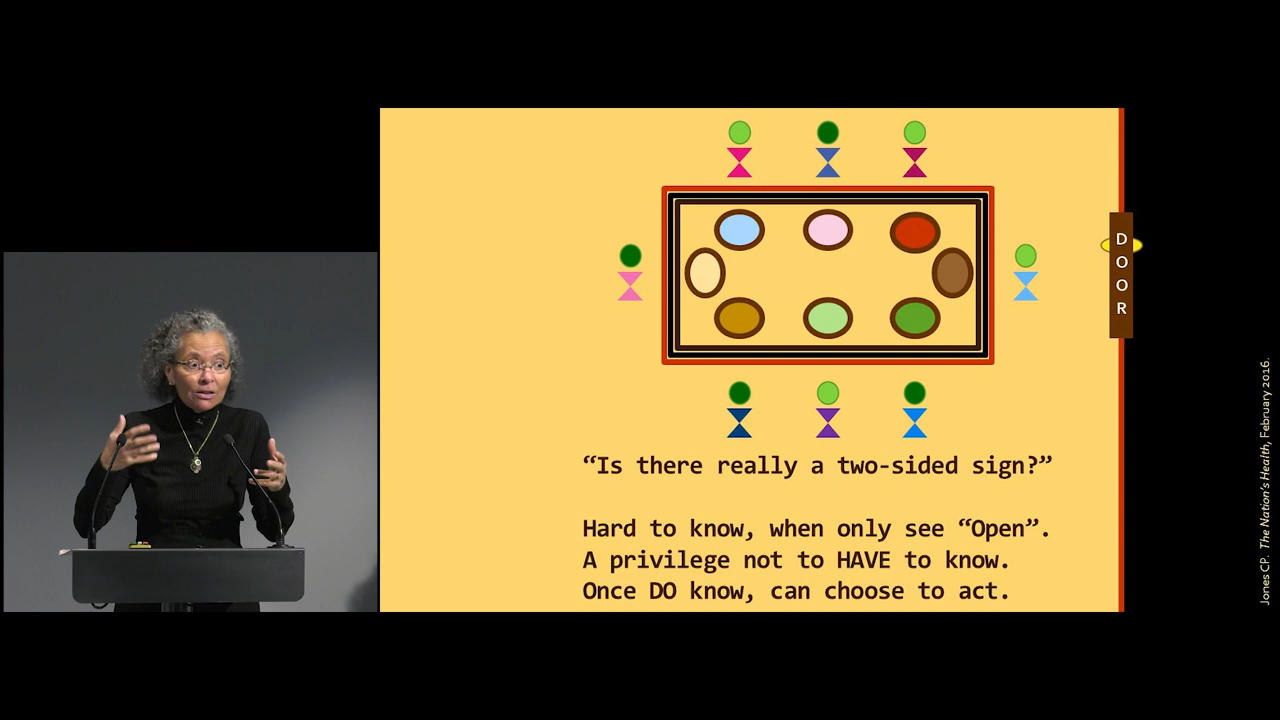 DOOR
“Is there really a two-sided sign?”
Hard to know, when only see “Open”.
A privilege not to HAVE to know.
Once DO know, can choose to act.
Jones CP. The Nation's Health, February 2016.